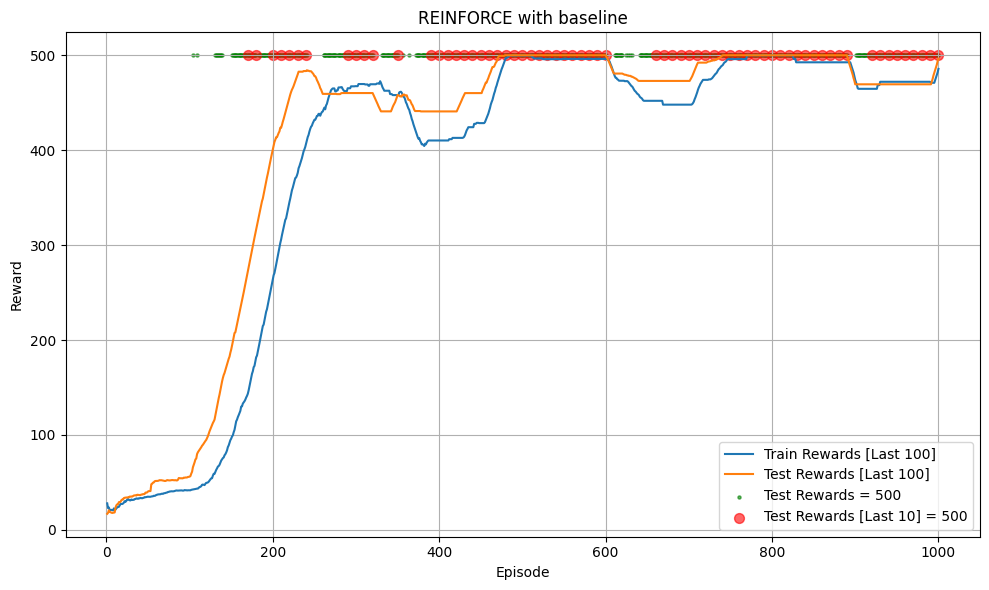 REINFORCE with baseline
Reward
500
400
300
200
100
0
0 200 400 600 800 1000
Episode
Train Rewards [Last 100]
Test Rewards [Last 100]
Test Rewards = 500
Test Rewards [Last 10] = 500